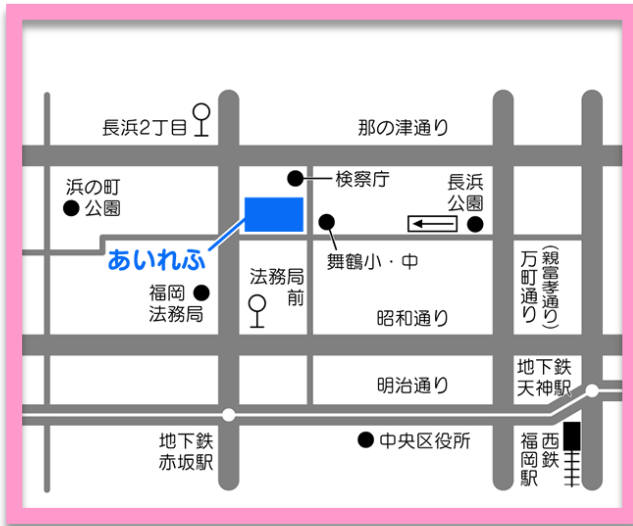 長浜2丁目
那の津通り
検察庁
長浜
公園
浜の町
公園
あいれふ
舞鶴小・中
法務局
前
福岡
法務局
昭和通り
万町通り
(親富孝通り)
地下鉄
天神駅
明治通り
地下鉄
赤坂駅
中央区役所
西鉄
福岡駅